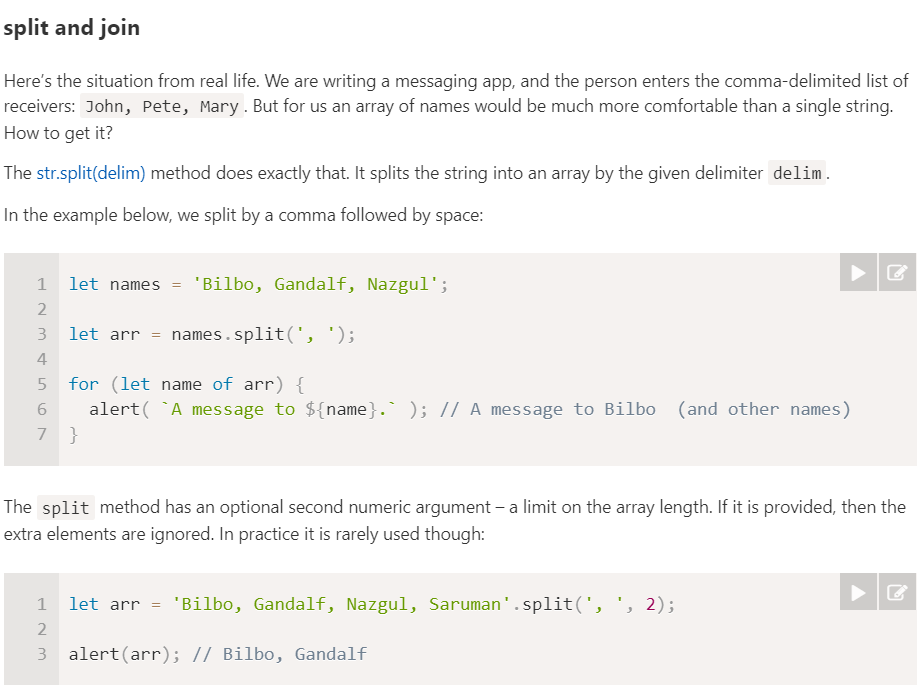 split and join
Here’s the situation from real life. We are writing a messaging app, and the person enters the comma-delimited list of
receivers: John, Pete, Mary. But for us an array of names would be much more comfortable than a single string.
How to get it?
The str.split(delim) method does exactly that. It splits the string into an array by the given delimiter delim.
In the example below, we split by a comma followed by space:
1 let names = 'Bilbo, Gandalf, Nazgul';
2
3 let arr = names.split(', ');
4
5 for (let name of arr) {
6   alert( `A message to ${name}.` ); // A message to Bilbo  (and other names)
7 }
The split method has an optional second numeric argument – a limit on the array length. If it is provided, then the
extra elements are ignored. In practice it is rarely used though:
1 let arr = 'Bilbo, Gandalf, Nazgul, Saruman'.split(', ', 2);
2
3 alert(arr); // Bilbo, Gandalf